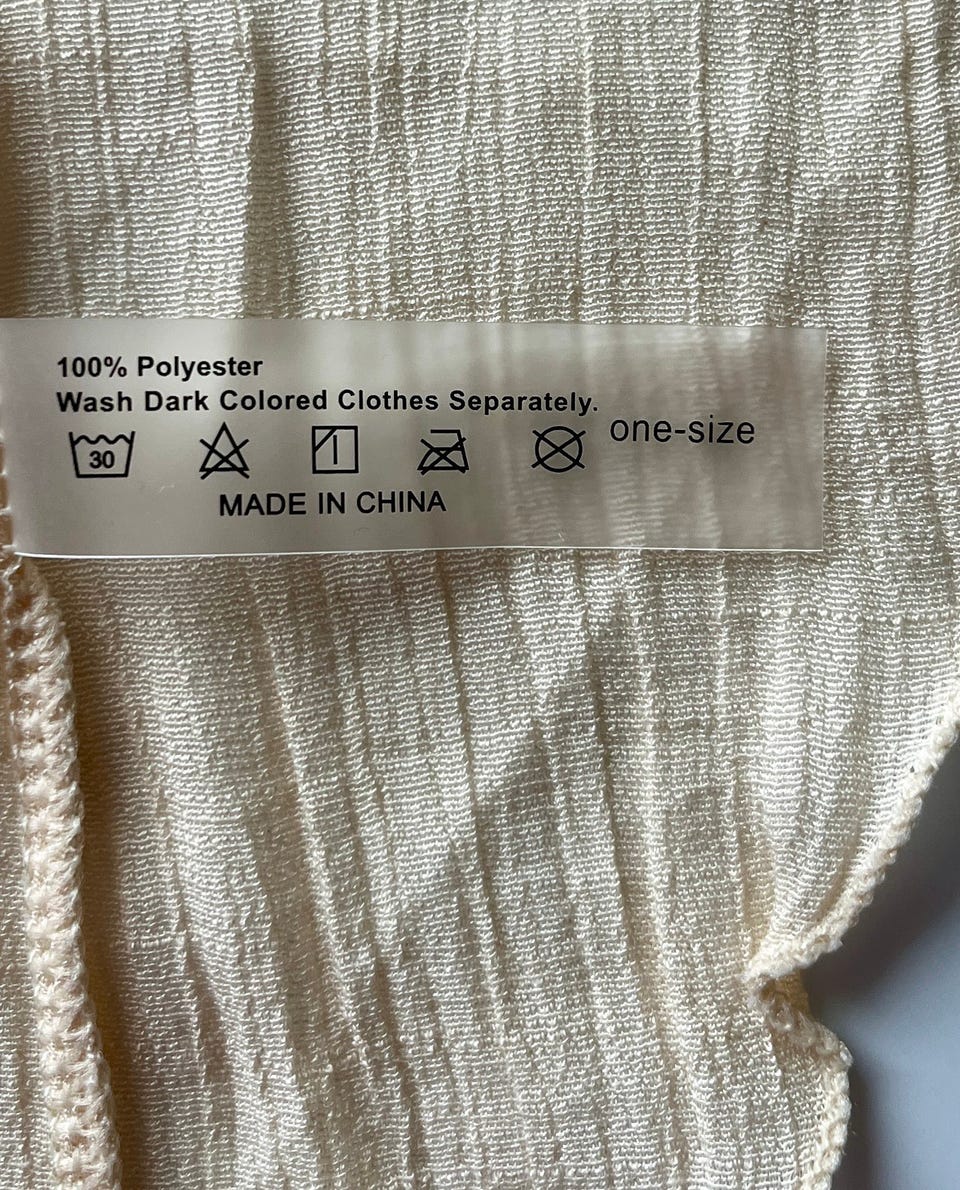 100% Polyester
Wash Dark Colored Clothes Separately.
30 one-size
MADE IN CHINA